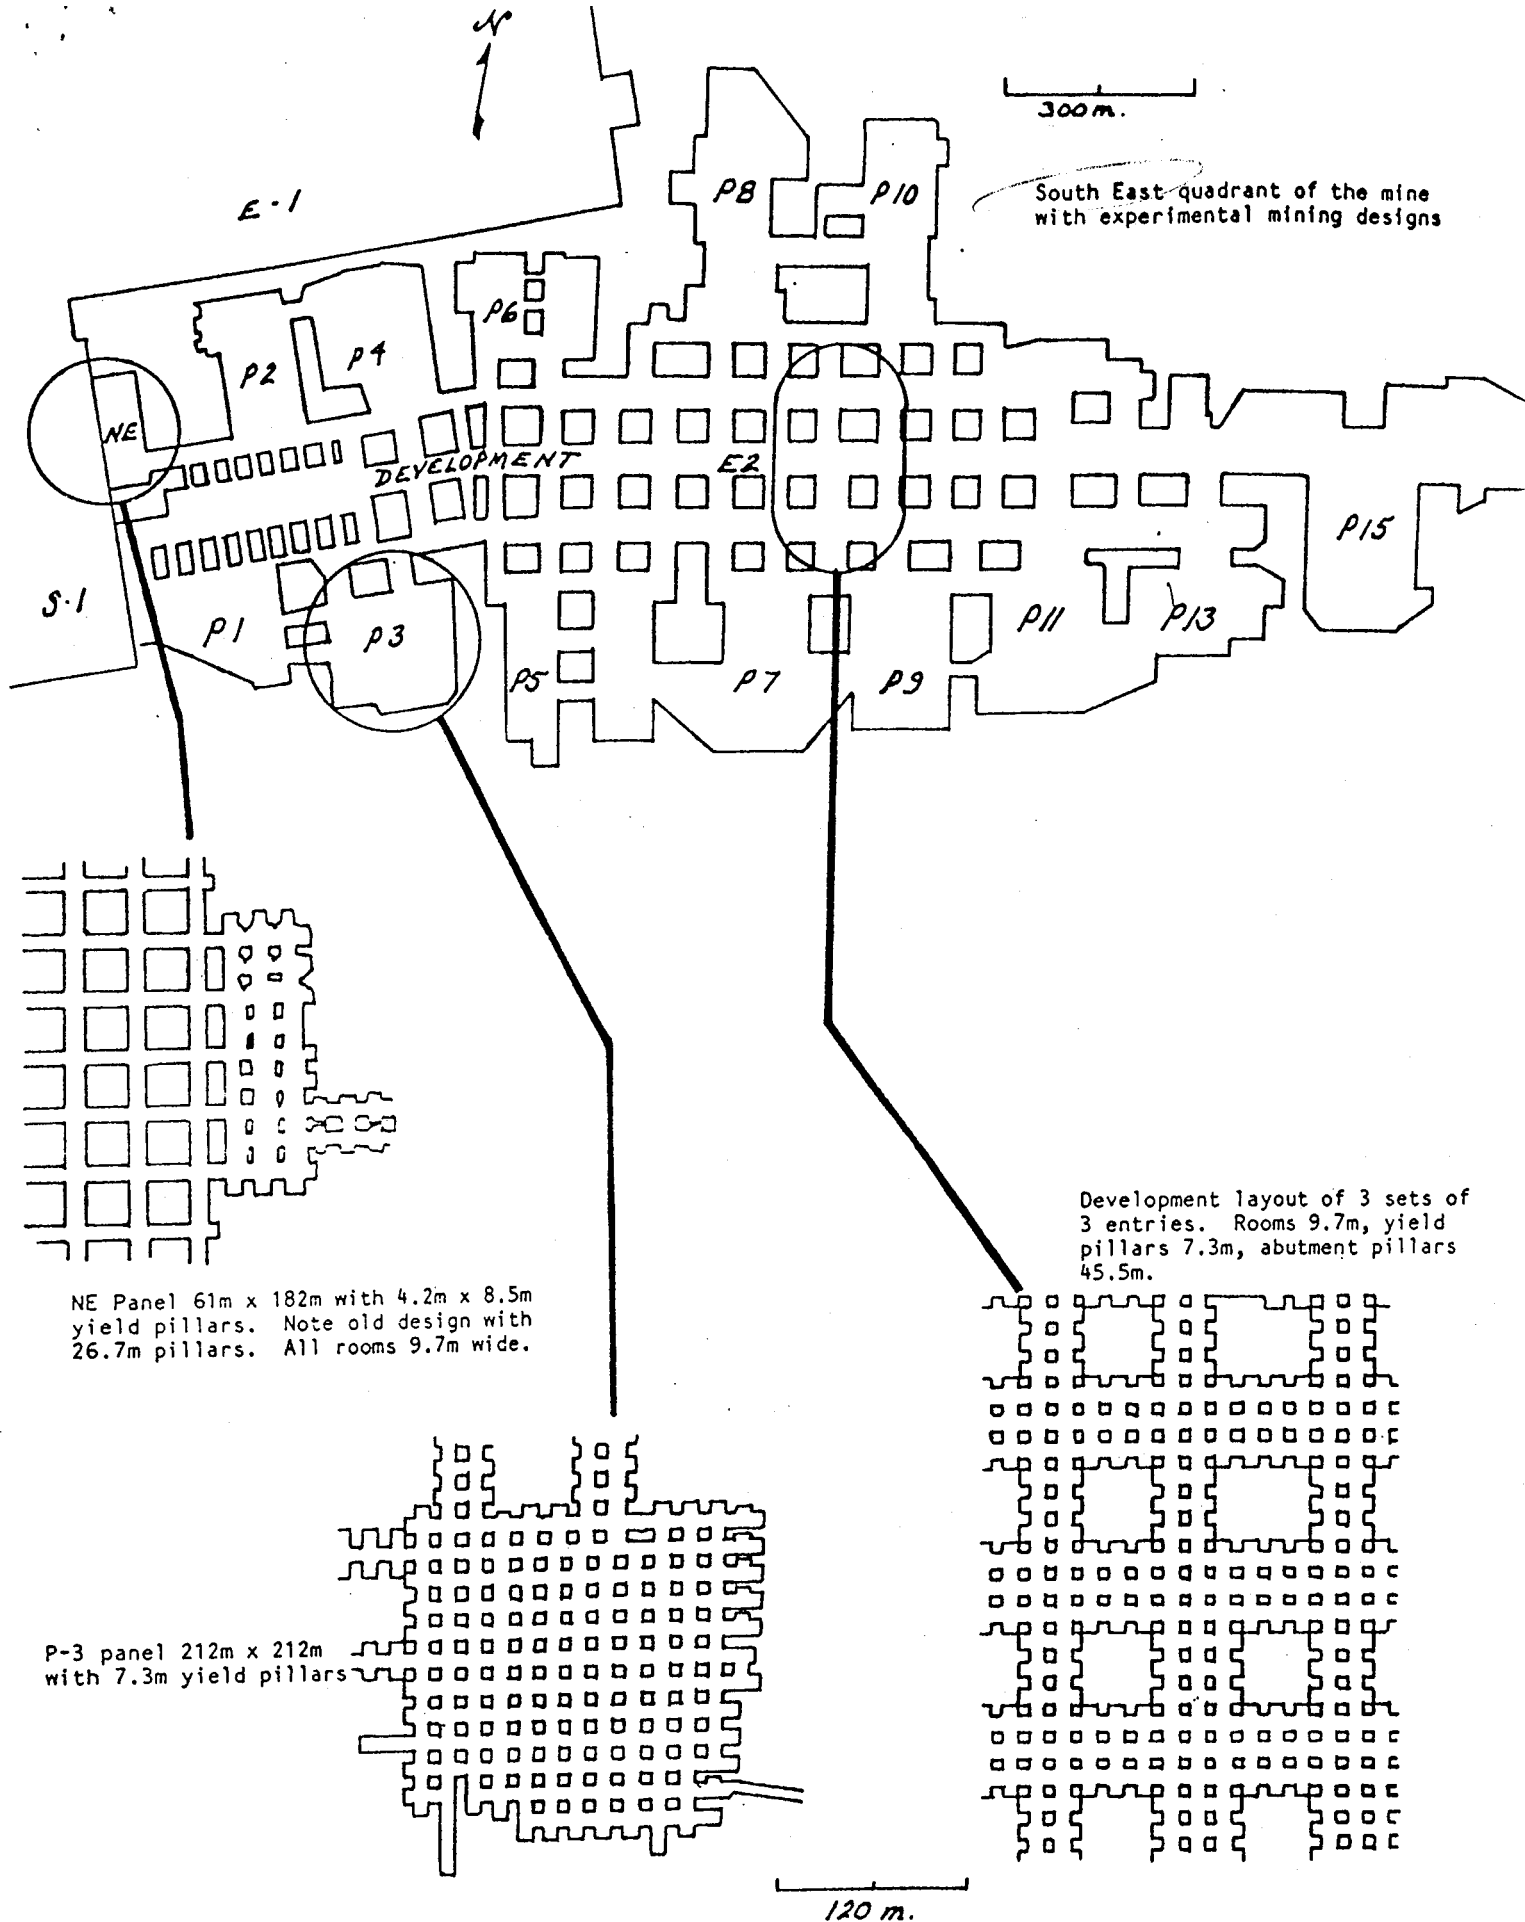 N
300m.
South East quadrant of the mine
with experimental mining designs
E-1
P8
P10
P6
P4
P2
NE
DEVELOPMENT
E2
P15
S-1
P1
P3
P11
P13
P5
P7
P9
Development layout of 3 sets of
3 entries. Rooms 9.7m, yield
pillars 7.3m, abutment pillars
45.5m.
NE Panel 61m x 182m with 4.2m x 8.5m
yield pillars. Note old design with
26.7m pillars. All rooms 9.7m wide.
P-3 panel 212m x 212m
with 7.3m yield pillars
120 m.